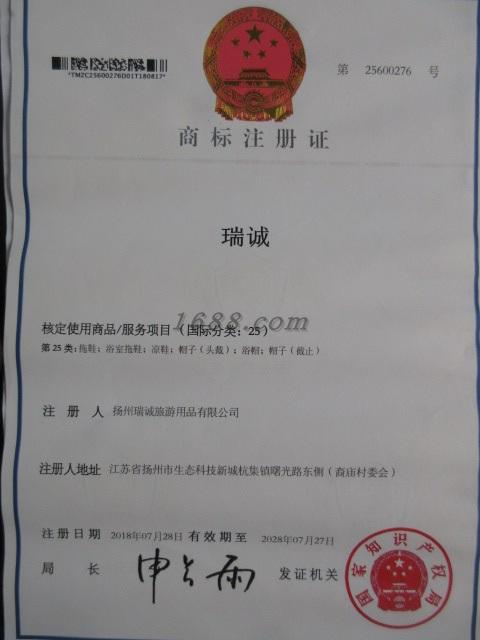 *TMZC25600276D01T180817*
第 25600276 号
商标注册证
瑞诚
1688.com
核定使用商品/服务项目（国际分类：25）
第25类：拖鞋；浴室拖鞋；凉鞋；帽子（头戴）；浴帽；帽子（截止）
注册人 扬州瑞诚旅游用品有限公司
注册人地址 江苏省扬州市生态科技新城杭集镇曙光路东侧（裔庙村委会）
注册日期 2018年07月28日 有效期至 2028年07月27日
局长 申长雨 发证机关
国家知识产权局